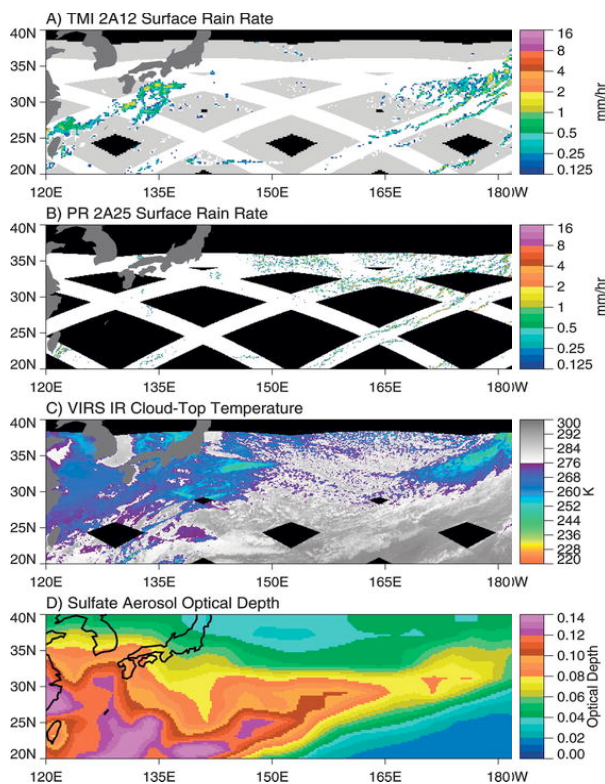 A) TMI 2A12 Surface Rain Rate
40N
35N
30N
25N
20N
120E 135E 150E 165E 180W
16
8
4
2
1
0.5
0.25
0.125
mm/hr
B) PR 2A25 Surface Rain Rate
40N
35N
30N
25N
20N
120E 135E 150E 165E 180W
16
8
4
2
1
0.5
0.25
0.125
mm/hr
C) VIRS IR Cloud-Top Temperature
40N
35N
30N
25N
20N
120E 135E 150E 165E 180W
300
292
284
276
268
260
252
244
236
228
220
K
D) Sulfate Aerosol Optical Depth
40N
35N
30N
25N
20N
120E 135E 150E 165E 180W
0.14
0.12
0.10
0.08
0.06
0.04
0.02
0.00
Optical Depth